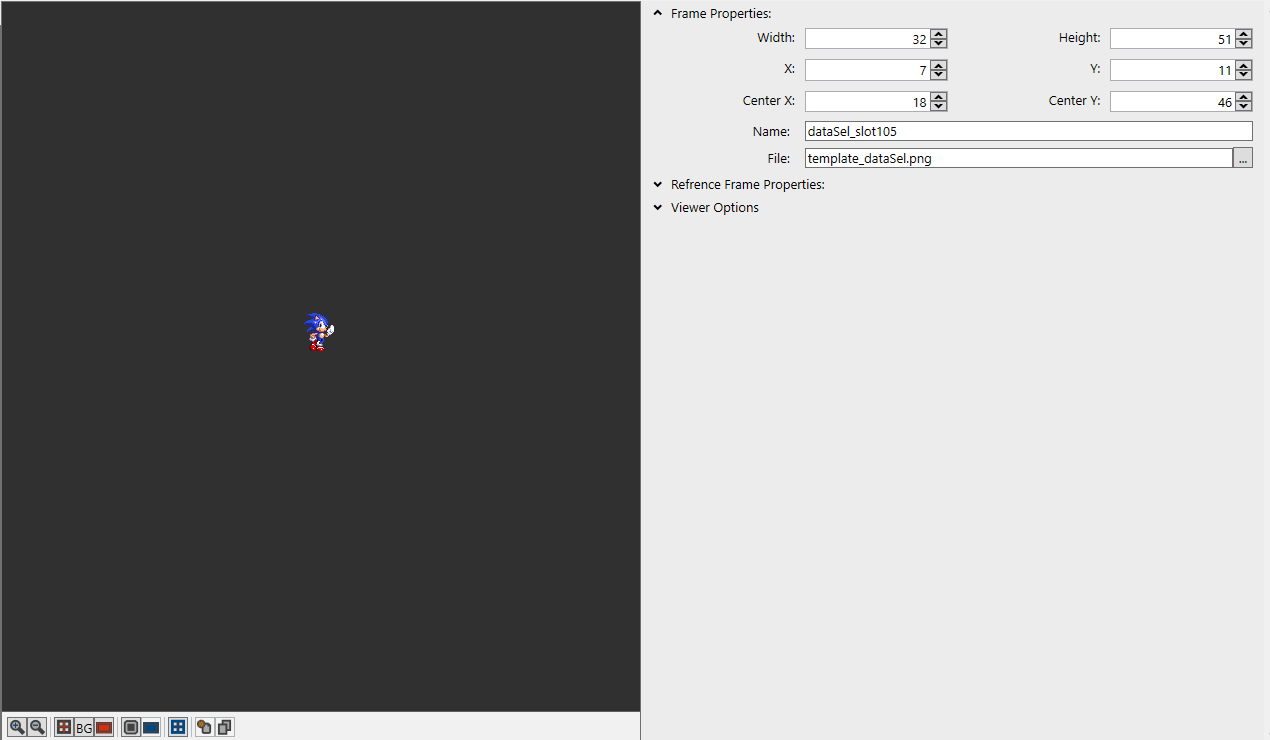 Frame Properties:
Width: 32 Height: 51
X: 7 Y: 11
Center X: 18 Center Y: 46
Name: dataSel_slot105
File: template_dataSel.png ...
Refrence Frame Properties:
Viewer Options
BG